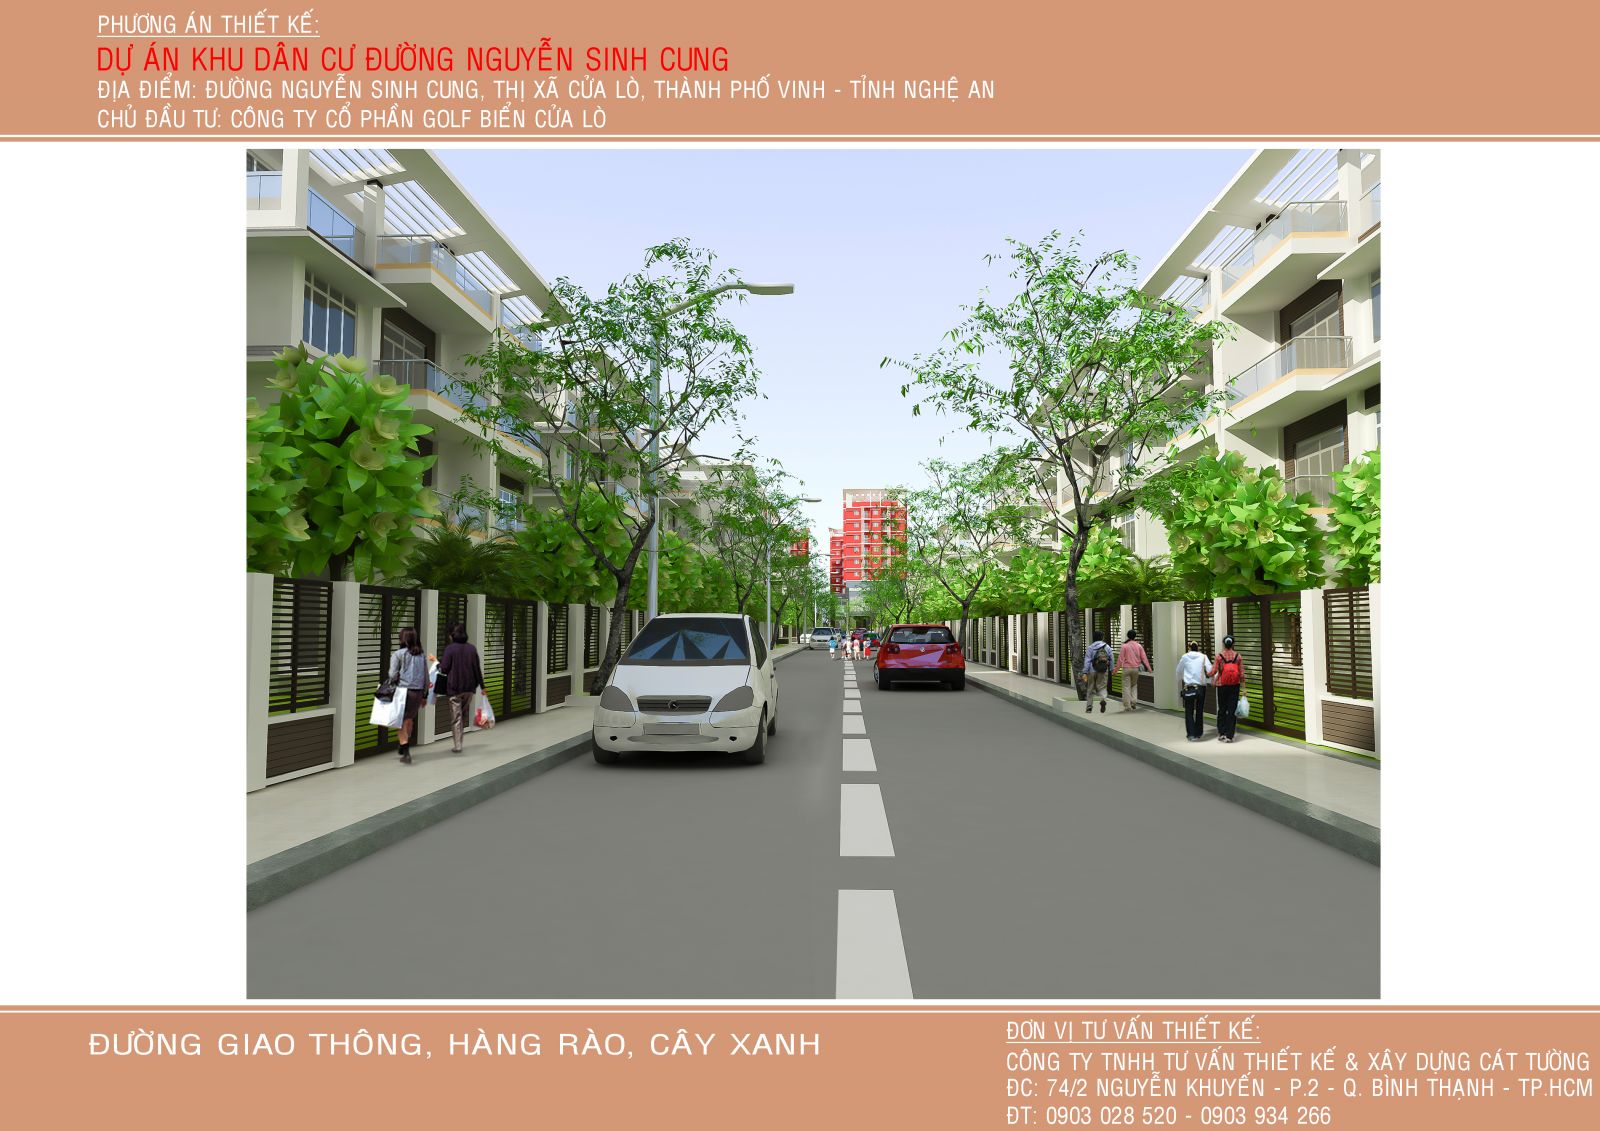 PHƯƠNG ÁN THIẾT KẾ:
DỰ ÁN KHU DÂN CƯ ĐƯỜNG NGUYỄN SINH CUNG
ĐỊA ĐIỂM: ĐƯỜNG NGUYỄN SINH CUNG, THỊ XÃ CỬA LÒ, THÀNH PHỐ VINH - TỈNH NGHỆ AN
CHỦ ĐẦU TƯ: CÔNG TY CỔ PHẦN GOLF BIỂN CỬA LÒ
ĐƯỜNG GIAO THÔNG, HÀNG RÀO, CÂY XANH
ĐƠN VỊ TƯ VẤN THIẾT KẾ:
CÔNG TY TNHH TƯ VẤN THIẾT KẾ & XÂY DỰNG CÁT TƯỜNG
ĐC: 74/2 NGUYỄN KHUYẾN - P.2 - Q. BÌNH THẠNH - TP.HCM
ĐT: 0903 028 520 - 0903 934 266